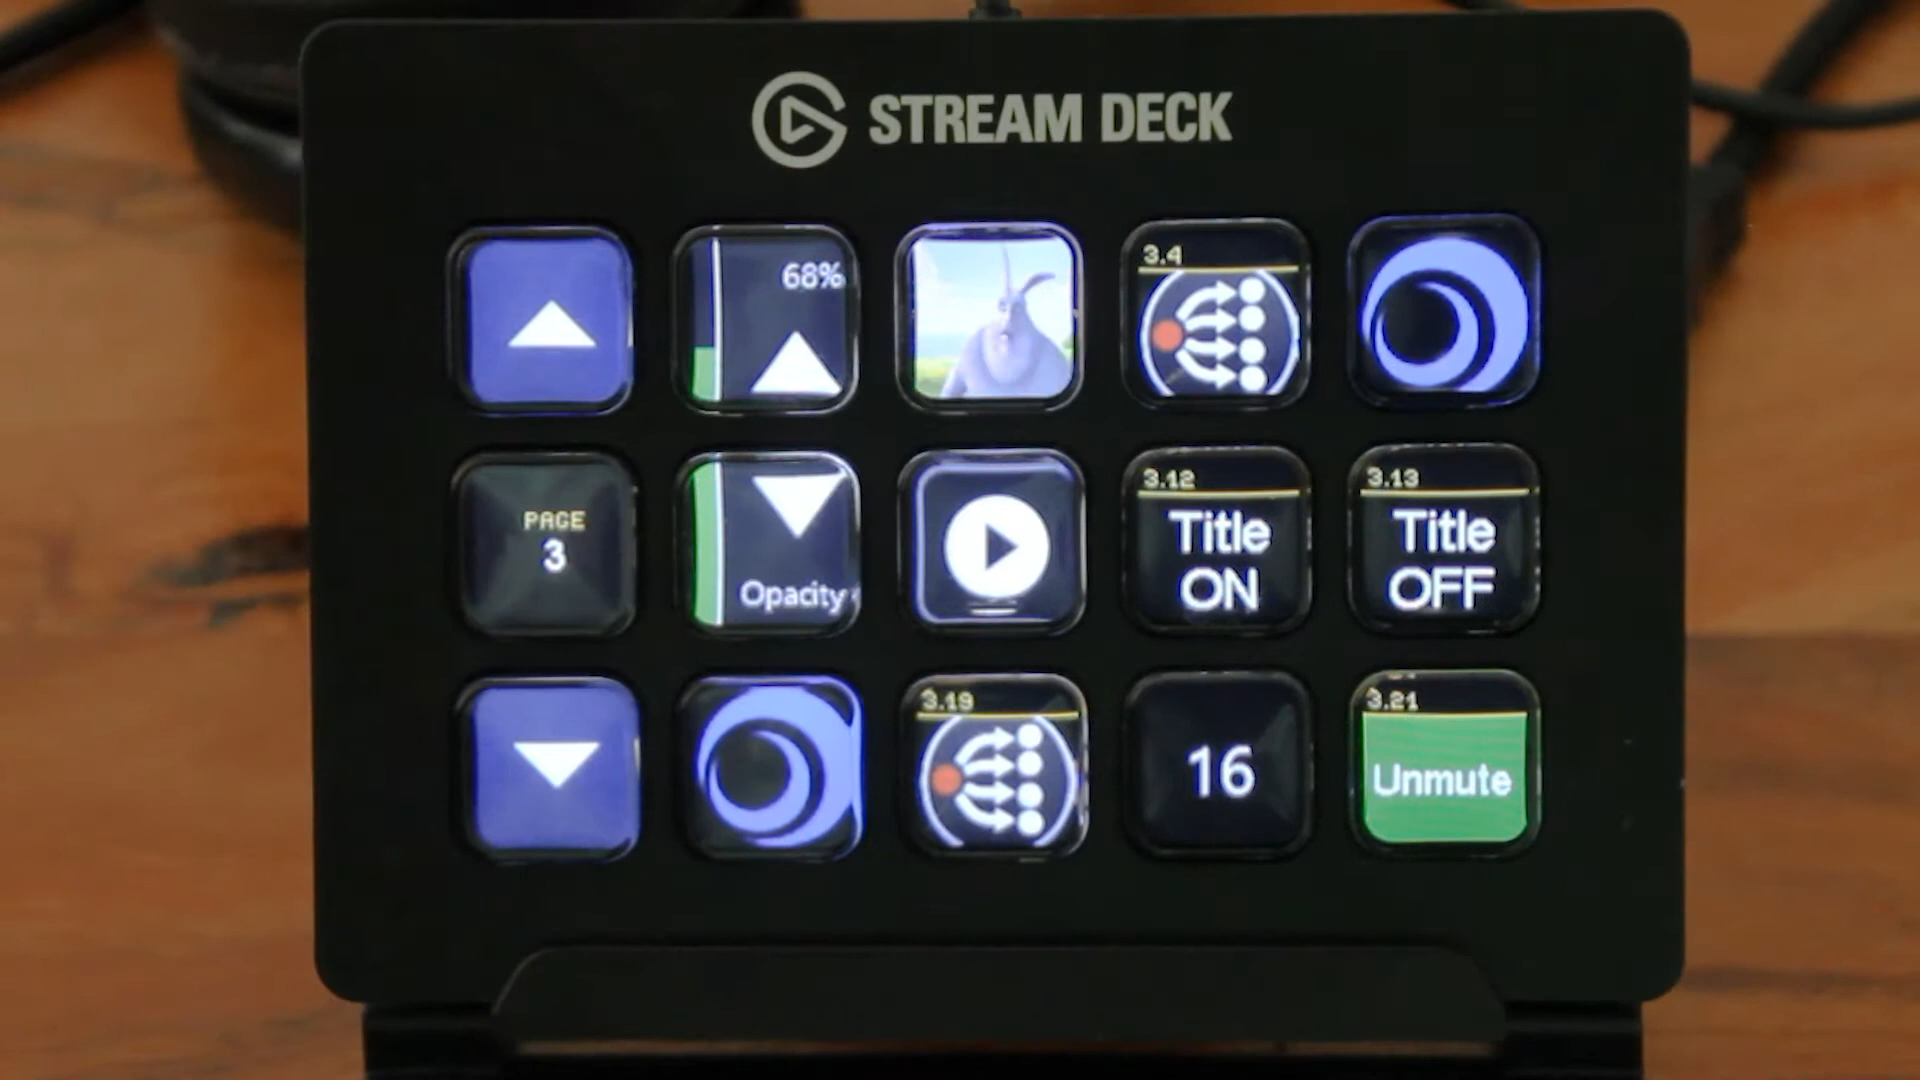 STREAM DECK
68%
3.4
PAGE
3
Opacity
3.12
Title
ON
3.13
Title
OFF
3.19
16
3.21
Unmute